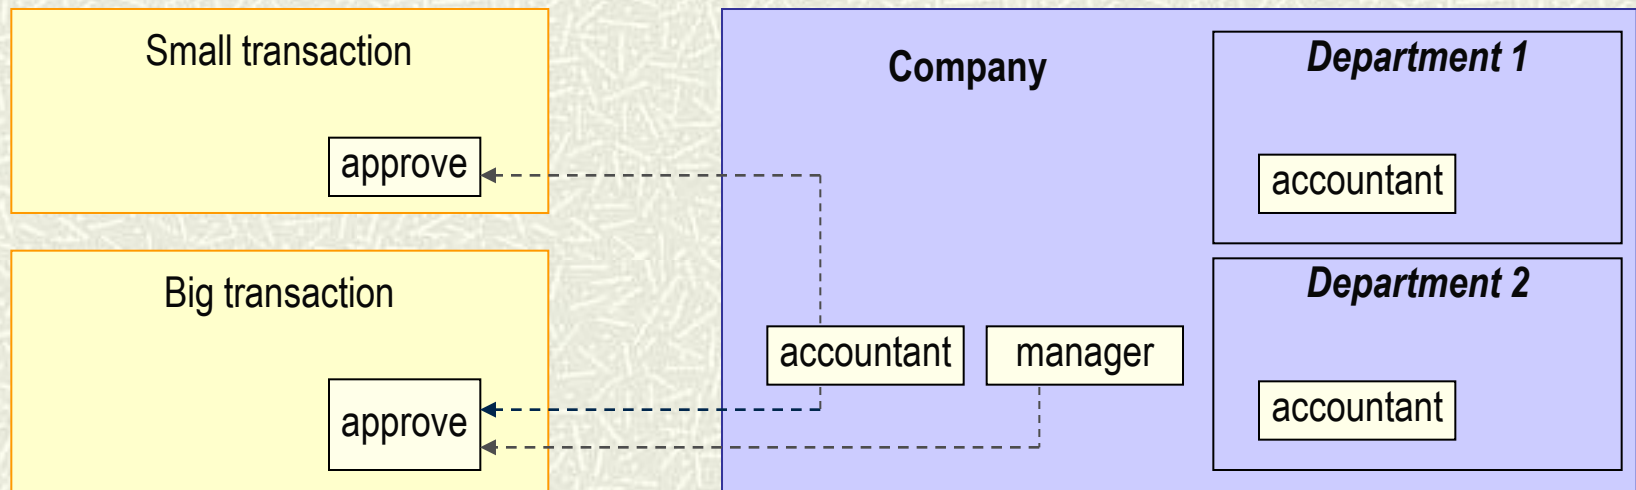 Small transaction
approve
Big transaction
approve
Company
accountant
manager
Department 1
accountant
Department 2
accountant